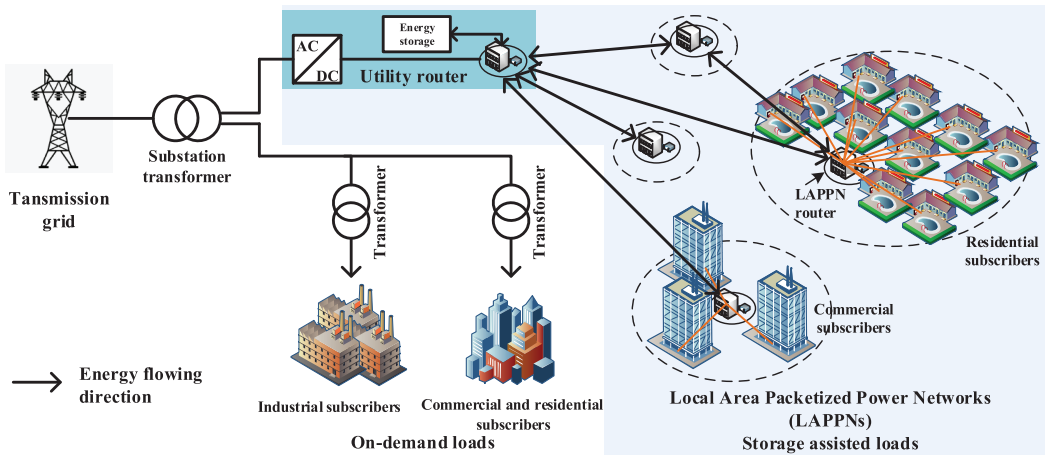 AC
DC
Energy
storage
Utility router
Substation
transformer
Tansmission
grid
Transformer
Transformer
LAPPN
router
Residential
subscribers
Commercial
subscribers
Energy flowing
direction
Industrial subscribers
Commercial and residential
subscribers
On-demand loads
Local Area Packetized Power Networks
(LAPPNs)
Storage assisted loads